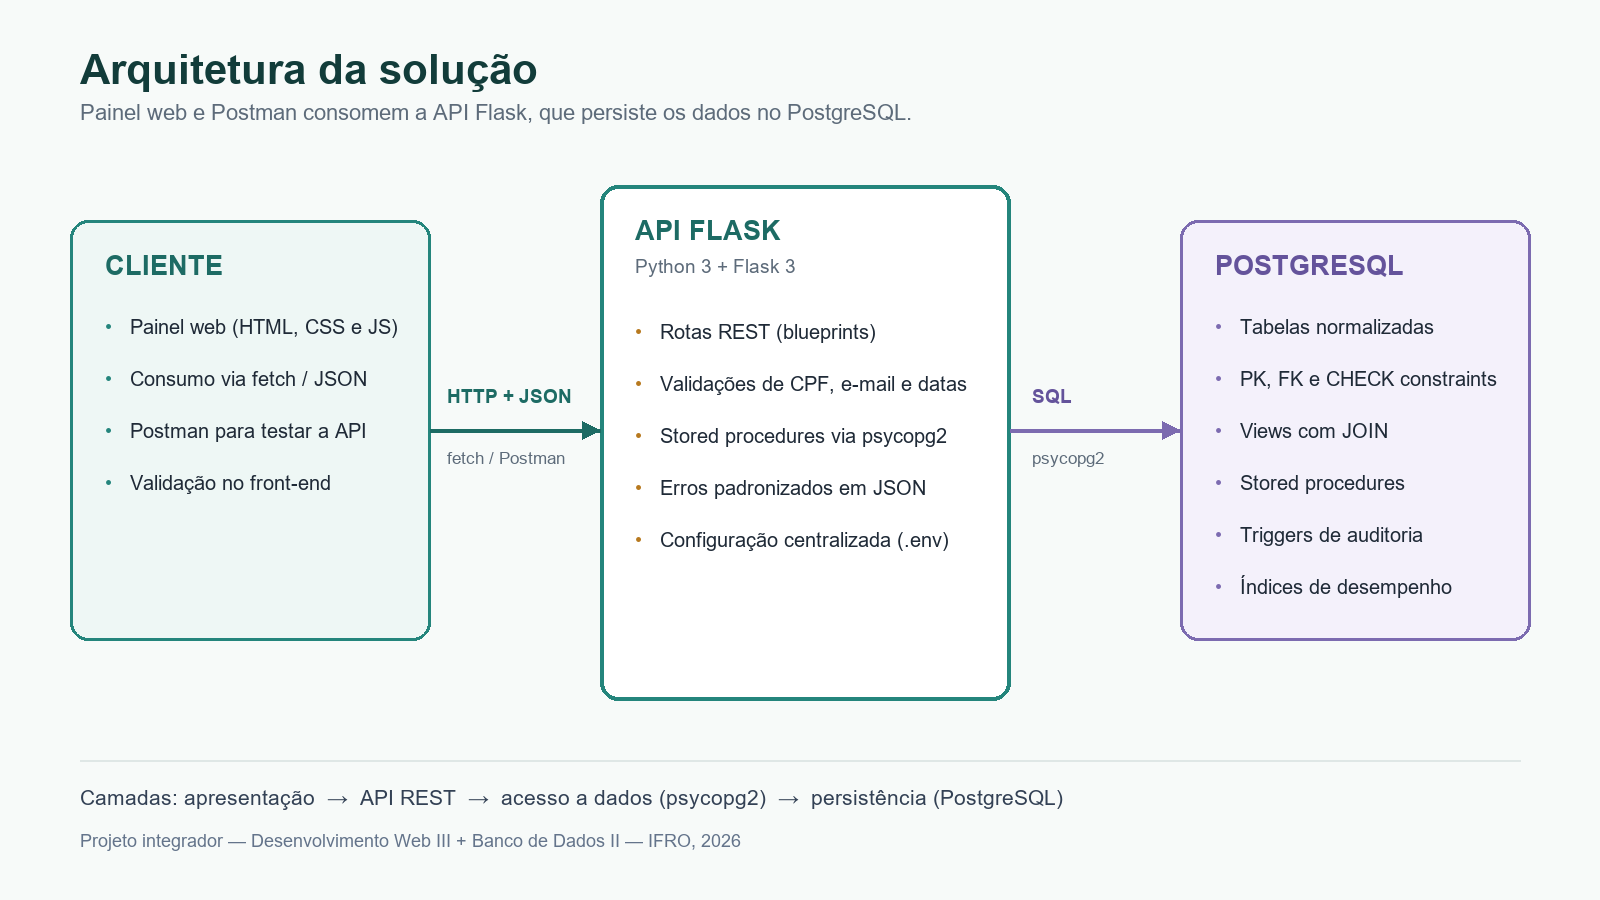 Arquitetura da solução
Painel web e Postman consomem a API Flask, que persiste os dados no PostgreSQL.
CLIENTE
• Painel web (HTML, CSS e JS)
• Consumo via fetch / JSON
• Postman para testar a API
• Validação no front-end
HTTP + JSON
fetch / Postman
API FLASK
Python 3 + Flask 3
• Rotas REST (blueprints)
• Validações de CPF, e-mail e datas
• Stored procedures via psycopg2
• Erros padronizados em JSON
• Configuração centralizada (.env)
SQL
psycopg2
POSTGRESQL
• Tabelas normalizadas
• PK, FK e CHECK constraints
• Views com JOIN
• Stored procedures
• Triggers de auditoria
• Índices de desempenho
Camadas: apresentação → API REST → acesso a dados (psycopg2) → persistência (PostgreSQL)
Projeto integrador — Desenvolvimento Web III + Banco de Dados II — IFRO, 2026